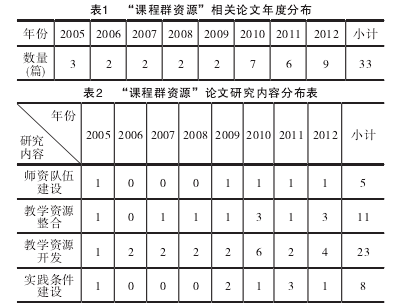 表1 “课程群资源”相关论文年度分布
年份 2005 2006 2007 2008 2009 2010 2011 2012 小计
数量(篇) 3 2 2 2 2 7 6 9 33
表2 “课程群资源”论文研究内容分布表
年份
研究内容
2005 2006 2007 2008 2009 2010 2011 2012 小计
师资队伍建设 1 0 0 0 1 1 1 1 5
教学资源整合 1 0 1 1 1 3 1 3 11
教学资源开发 1 2 2 2 2 6 2 4 23
实践条件建设 1 0 0 0 2 1 3 1 8